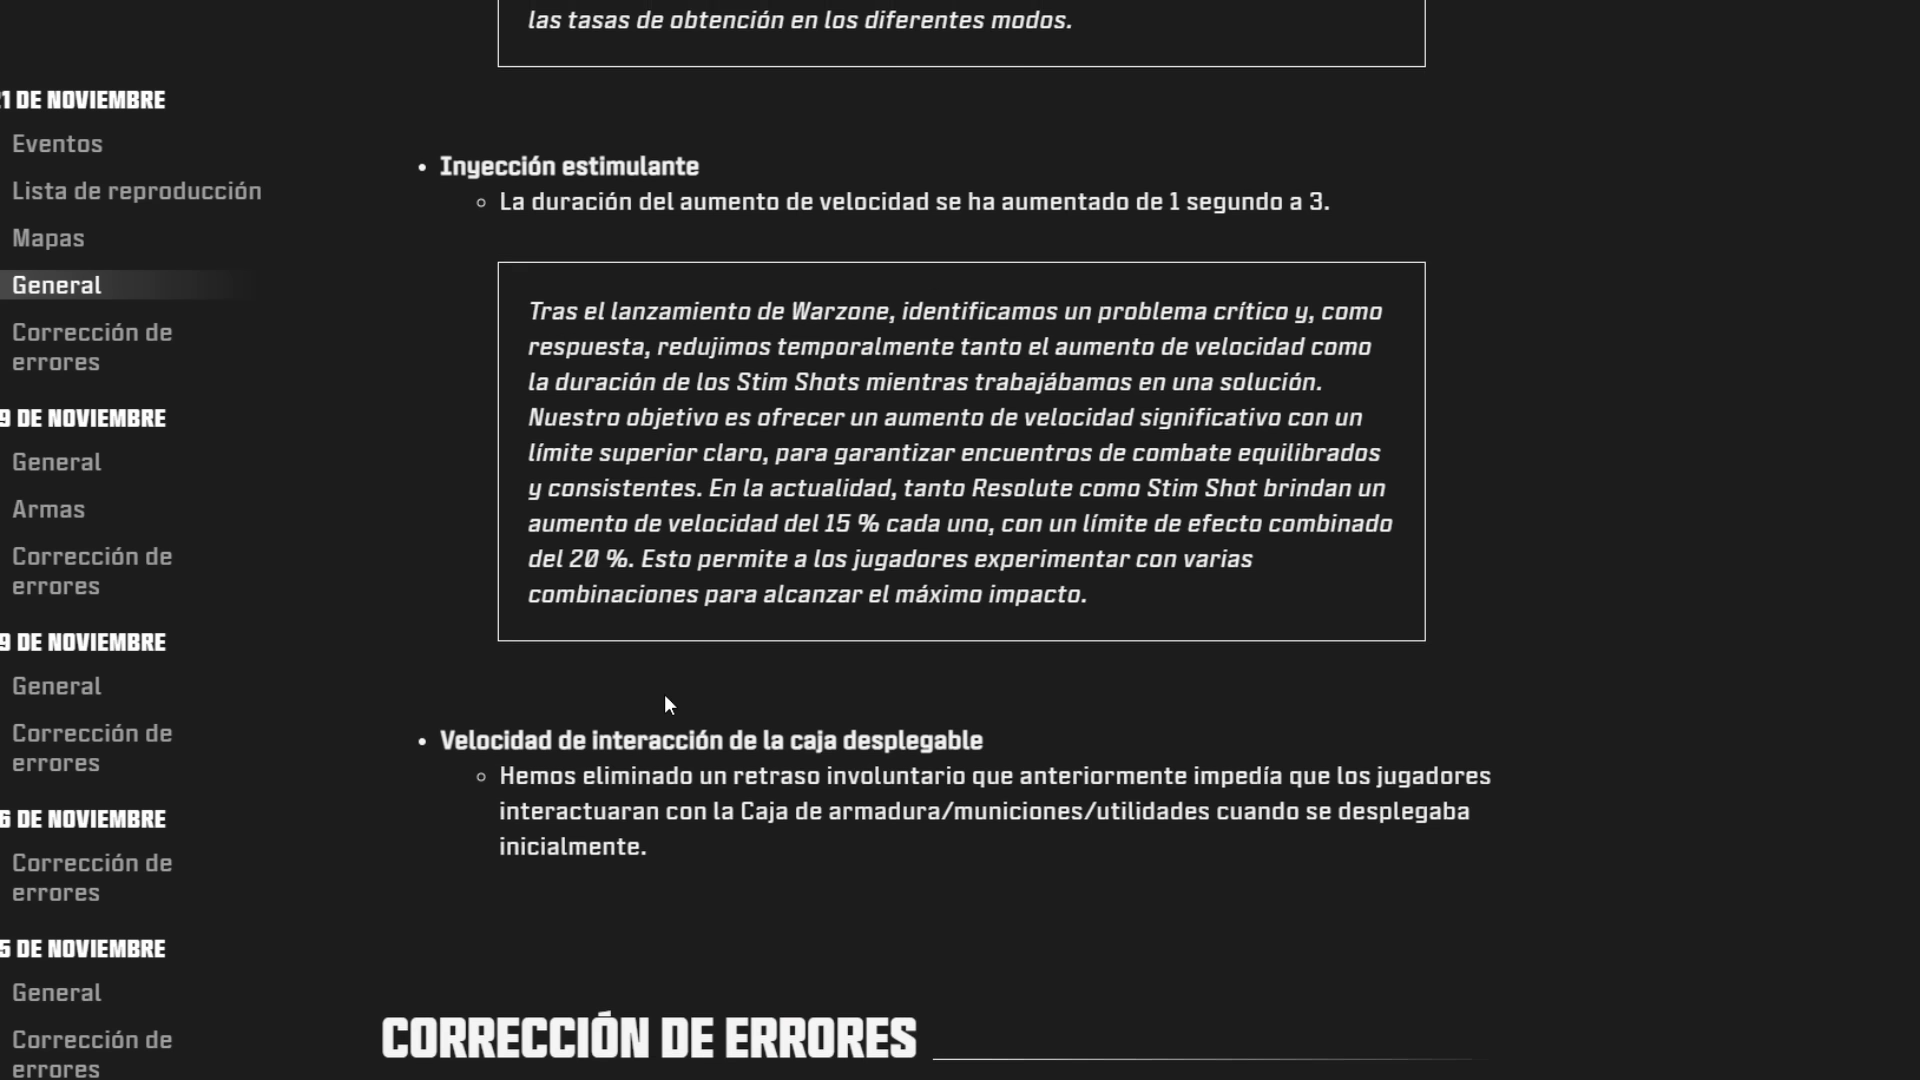 las tasas de obtención en los diferentes modos.
1 DE NOVIEMBRE
Eventos
Lista de reproducción
Mapas
General
Corrección de
errores
9 DE NOVIEMBRE
General
Armas
Corrección de
errores
9 DE NOVIEMBRE
General
Corrección de
errores
6 DE NOVIEMBRE
Corrección de
errores
5 DE NOVIEMBRE
General
Corrección de
errores
• Inyección estimulante
◦ La duración del aumento de velocidad se ha aumentado de 1 segundo a 3.
Tras el lanzamiento de Warzone, identificamos un problema crítico y, como
respuesta, redujimos temporalmente tanto el aumento de velocidad como
la duración de los Stim Shots mientras trabajábamos en una solución.
Nuestro objetivo es ofrecer un aumento de velocidad significativo con un
límite superior claro, para garantizar encuentros de combate equilibrados
y consistentes. En la actualidad, tanto Resolute como Stim Shot brindan un
aumento de velocidad del 15 % cada uno, con un límite de efecto combinado
del 20 %. Esto permite a los jugadores experimentar con varias
combinaciones para alcanzar el máximo impacto.
• Velocidad de interacción de la caja desplegable
◦ Hemos eliminado un retraso involuntario que anteriormente impedía que los jugadores
interactuaran con la Caja de armadura/municiones/utilidades cuando se desplegaba
inicialmente.
CORRECCIÓN DE ERRORES